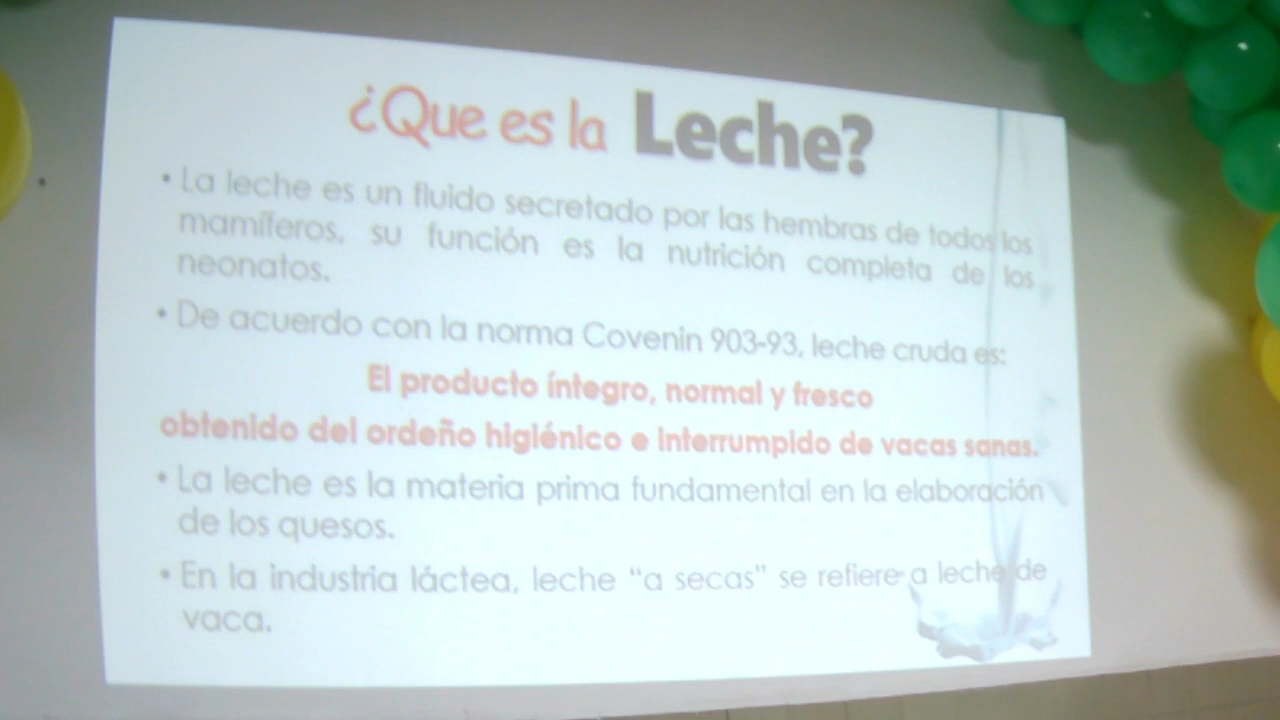 ¿Que es la Leche?
• La leche es un fluido secretado por las hembras de todos los
mamíferos, su función es la nutrición completa de los
neonatos.
• De acuerdo con la norma Covenin 903-93, leche cruda es:
El producto íntegro, normal y fresco
obtenido del ordeño higiénico e interrumpido de vacas sanas.
• La leche es la materia prima fundamental en la elaboración
de los quesos.
• En la industria láctea, leche “a secas” se refiere a leche de
vaca.